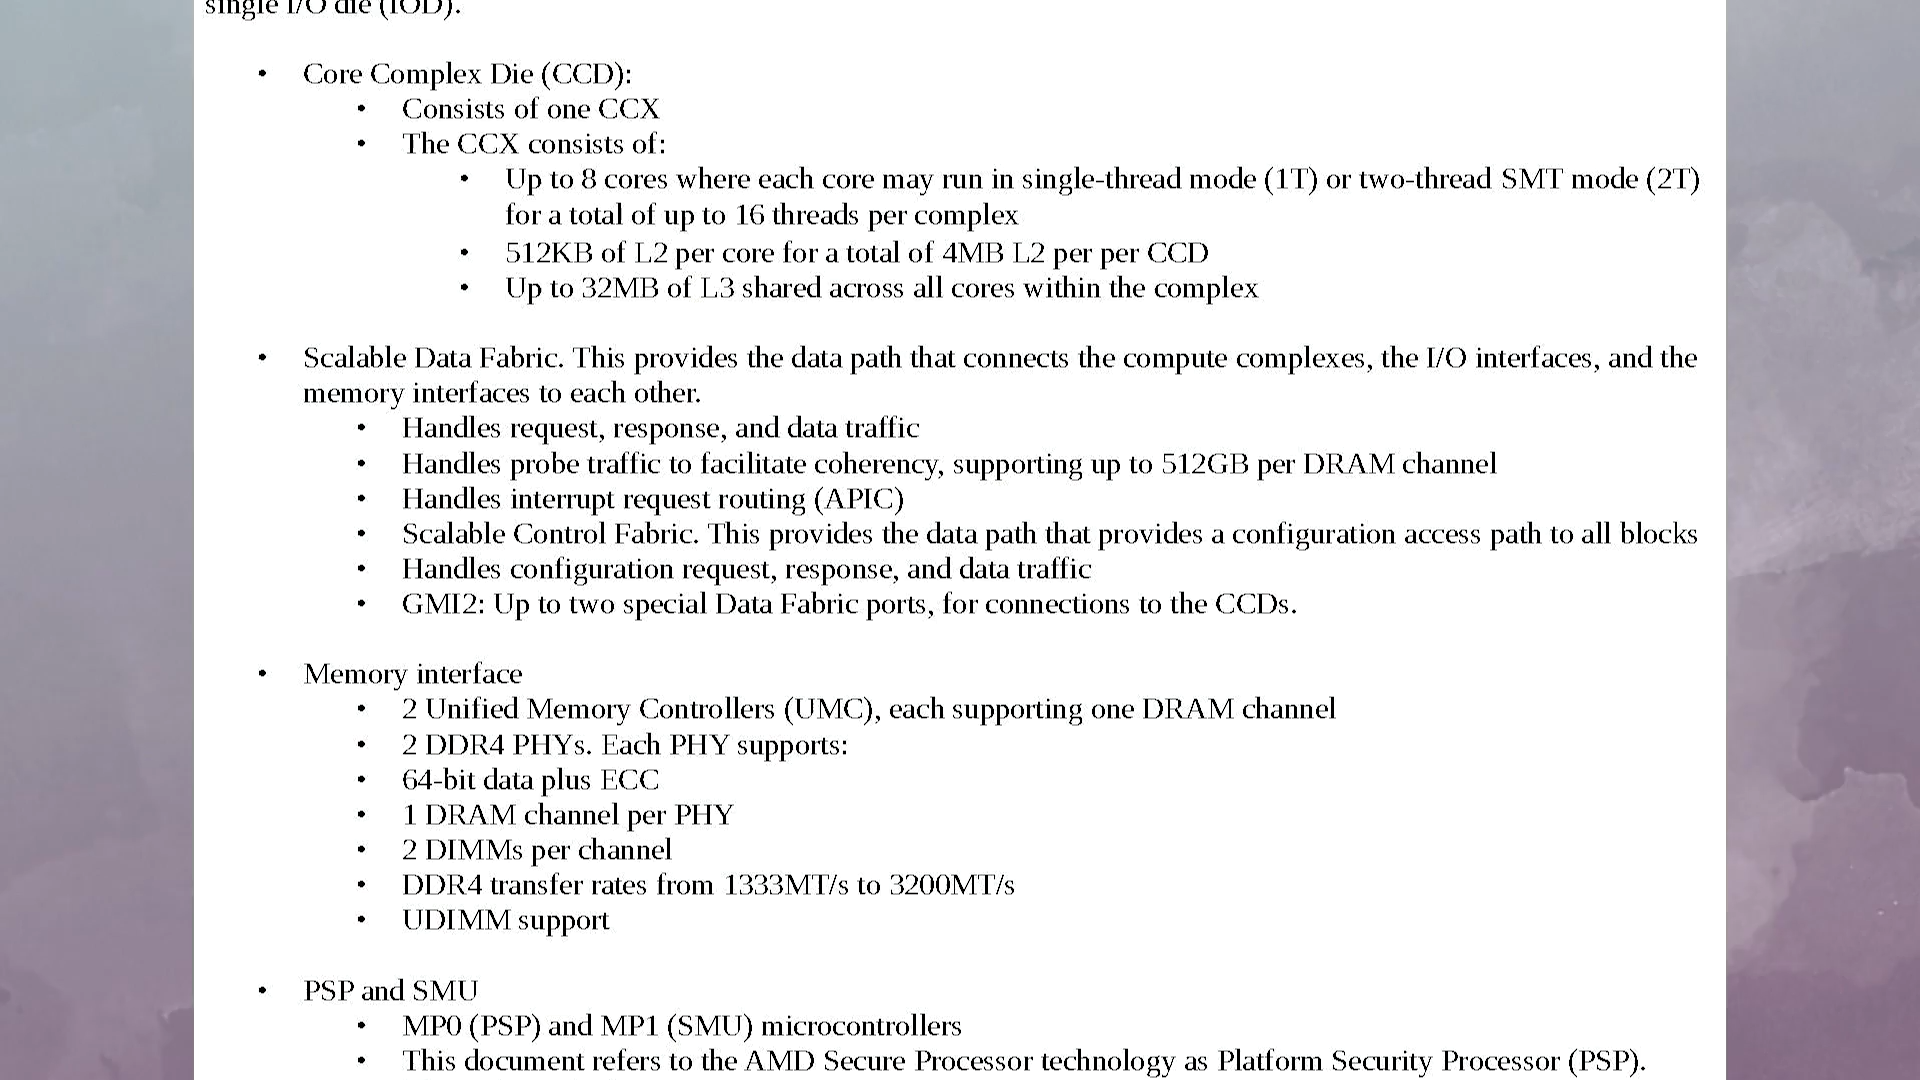 single I/O die (IOD).
• Core Complex Die (CCD):
• Consists of one CCX
• The CCX consists of:
• Up to 8 cores where each core may run in single-thread mode (1T) or two-thread SMT mode (2T)
for a total of up to 16 threads per complex
• 512KB of L2 per core for a total of 4MB L2 per per CCD
• Up to 32MB of L3 shared across all cores within the complex
• Scalable Data Fabric. This provides the data path that connects the compute complexes, the I/O interfaces, and the
memory interfaces to each other.
• Handles request, response, and data traffic
• Handles probe traffic to facilitate coherency, supporting up to 512GB per DRAM channel
• Handles interrupt request routing (APIC)
• Scalable Control Fabric. This provides the data path that provides a configuration access path to all blocks
• Handles configuration request, response, and data traffic
• GMI2: Up to two special Data Fabric ports, for connections to the CCDs.
• Memory interface
• 2 Unified Memory Controllers (UMC), each supporting one DRAM channel
• 2 DDR4 PHYs. Each PHY supports:
• 64-bit data plus ECC
• 1 DRAM channel per PHY
• 2 DIMMs per channel
• DDR4 transfer rates from 1333MT/s to 3200MT/s
• UDIMM support
• PSP and SMU
• MP0 (PSP) and MP1 (SMU) microcontrollers
• This document refers to the AMD Secure Processor technology as Platform Security Processor (PSP).